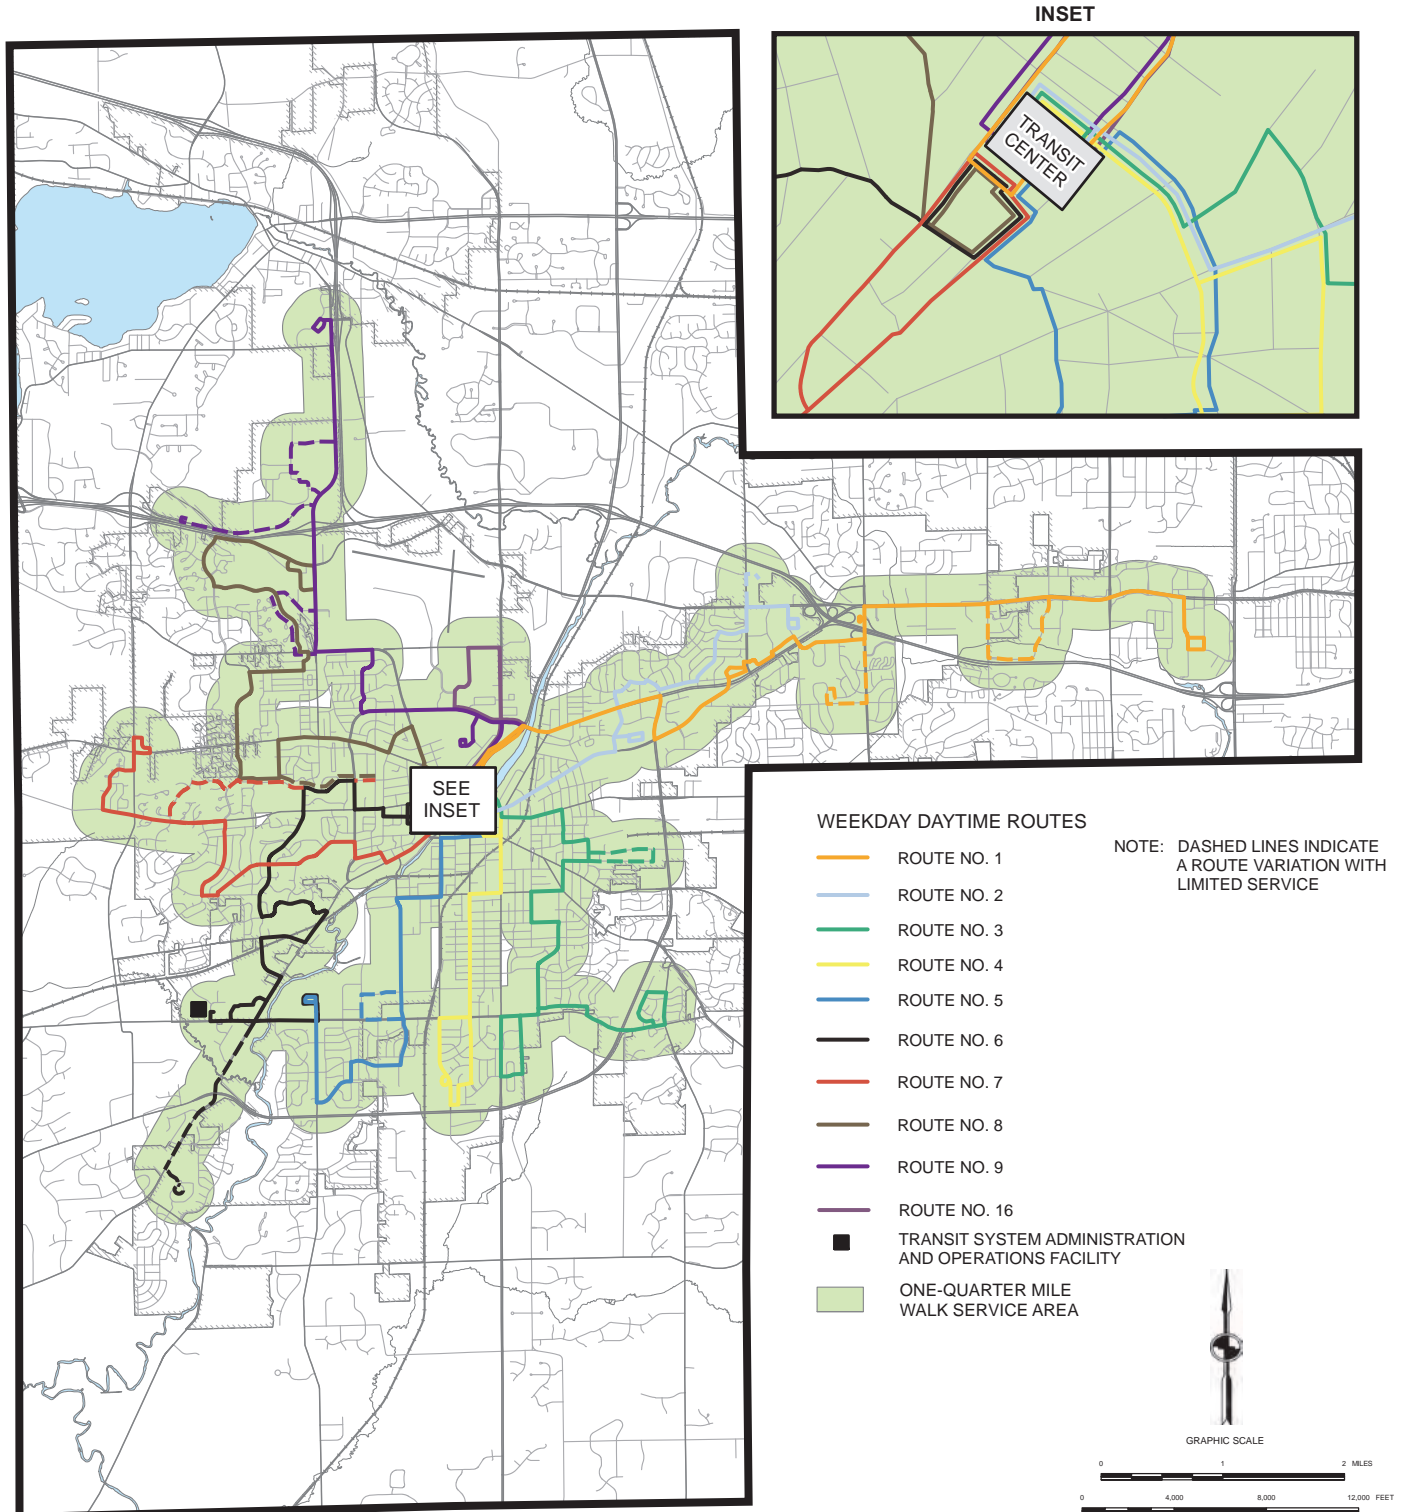 INSET
TRANSIT
CENTER
SEE
INSET
WEEKDAY DAYTIME ROUTES
ROUTE NO. 1
ROUTE NO. 2
ROUTE NO. 3
ROUTE NO. 4
ROUTE NO. 5
ROUTE NO. 6
ROUTE NO. 7
ROUTE NO. 8
ROUTE NO. 9
ROUTE NO. 16
TRANSIT SYSTEM ADMINISTRATION
AND OPERATIONS FACILITY
ONE-QUARTER MILE
WALK SERVICE AREA
NOTE: DASHED LINES INDICATE
A ROUTE VARIATION WITH
LIMITED SERVICE
GRAPHIC SCALE
0 1 2 MILES
0 4,000 8,000 12,000 FEET